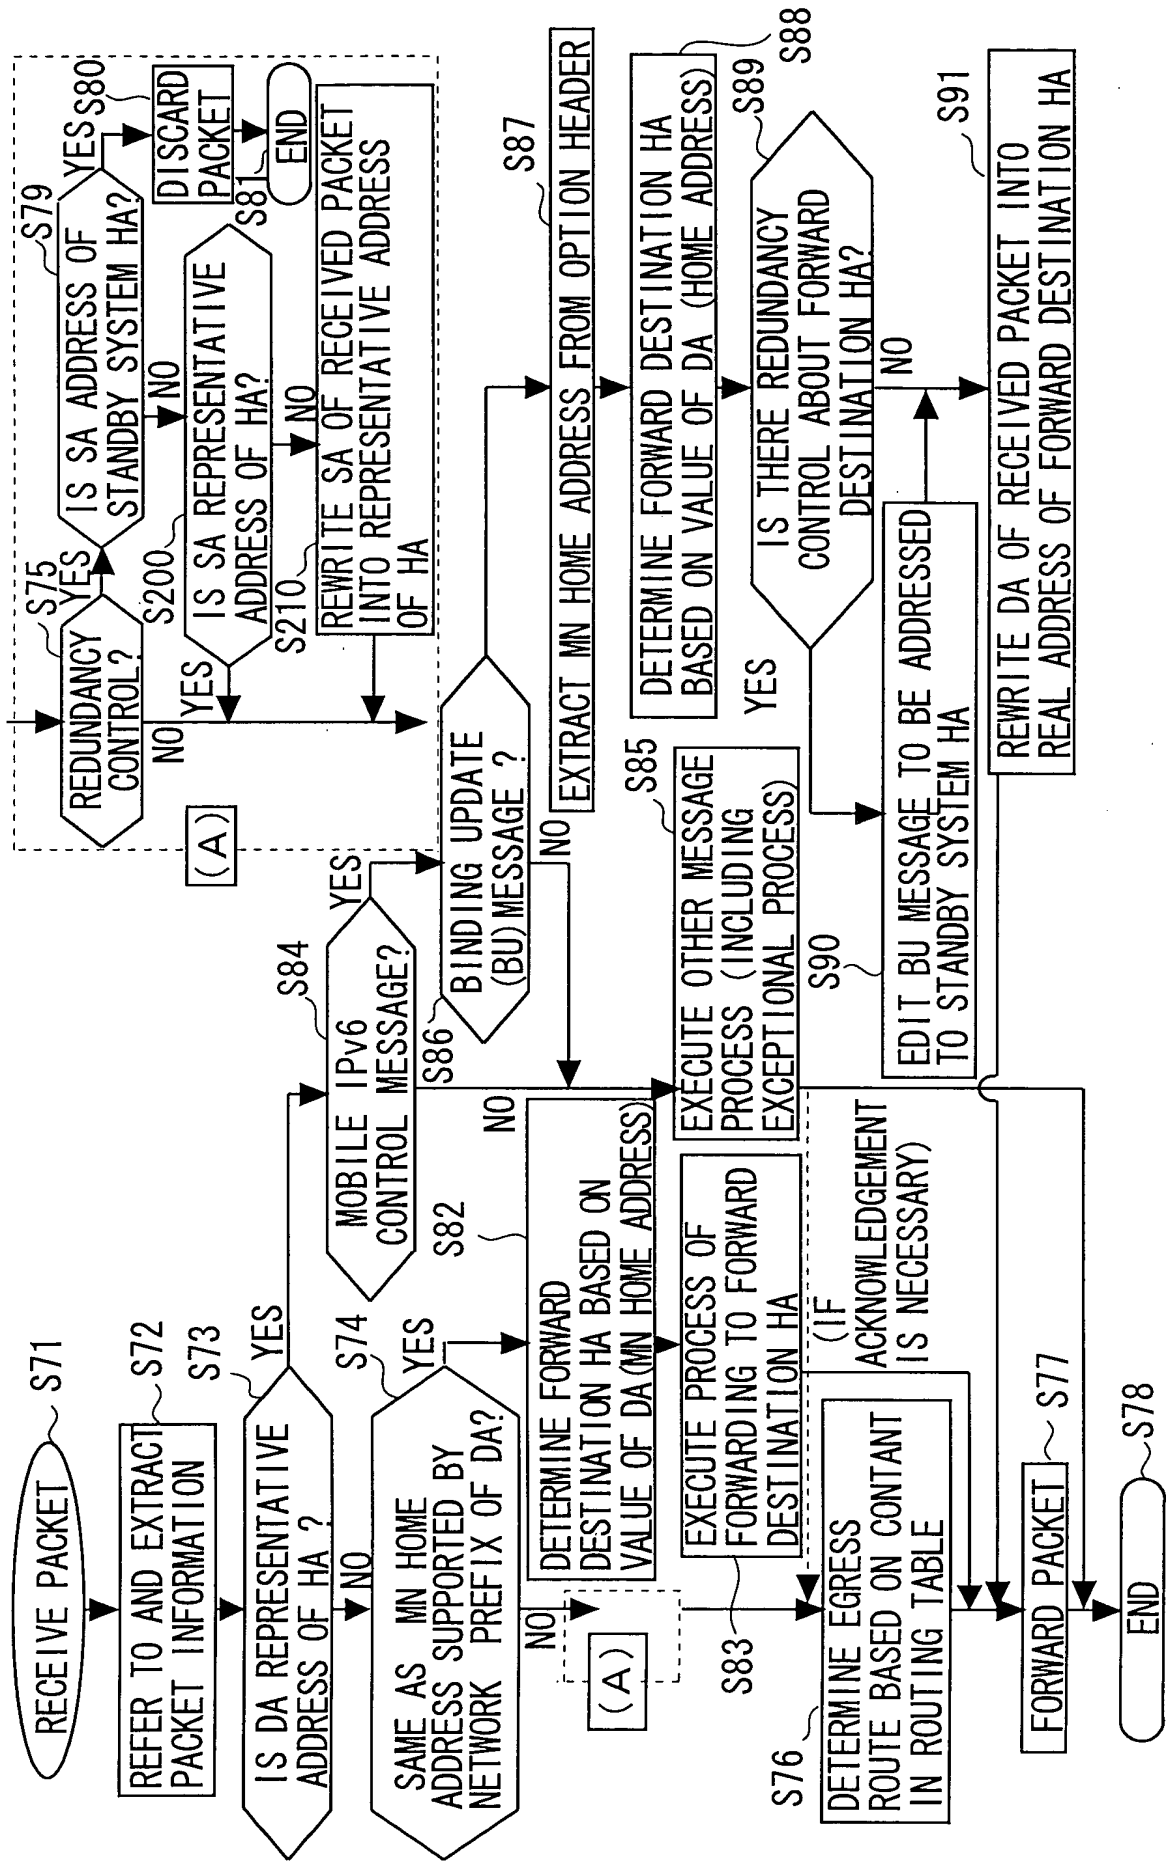 RECEIVE PACKET
S71
REFER TO AND EXTRACT
PACKET INFORMATION
S72
IS DA REPRESENTATIVE
ADDRESS OF HA ?
S73
YES
NO
SAME AS MN HOME
ADDRESS SUPPORTED BY
NETWORK PREFIX OF DA?
S74
YES
NO
(A)
DETERMINE FORWARD
DESTINATION HA BASED ON
VALUE OF DA(MN HOME ADDRESS)
S82
EXECUTE PROCESS OF
FORWARDING TO FORWARD
DESTINATION HA
S83
DETERMINE EGRESS
ROUTE BASED ON CONTANT
IN ROUTING TABLE
S76
(IF
ACKNOWLEDGEMENT
IS NECESSARY)
FORWARD PACKET
S77
END
S78
MOBILE IPv6
CONTROL MESSAGE?
S84
YES
NO
BINDING UPDATE
(BU)MESSAGE ?
S86
NO
EXECUTE OTHER MESSAGE
PROCESS (INCLUDING
EXCEPTIONAL PROCESS)
S85
EXTRACT MN HOME ADDRESS FROM OPTION HEADER
S87
DETERMINE FORWARD DESTINATION HA
BASED ON VALUE OF DA (HOME ADDRESS)
S88
IS THERE REDUNDANCY
CONTROL ABOUT FORWARD
DESTINATION HA?
S89
YES
NO
EDIT BU MESSAGE TO BE ADDRESSED
TO STANDBY SYSTEM HA
S90
REWRITE DA OF RECEIVED PACKET INTO
REAL ADDRESS OF FORWARD DESTINATION HA
S91
(A)
REDUNDANCY
CONTROL?
S75
YES
NO
IS SA ADDRESS OF
STANDBY SYSTEM HA?
S79
YES
NO
DISCARD
PACKET
S80
END
S81
IS SA REPRESENTATIVE
ADDRESS OF HA?
S200
YES
NO
REWRITE SA OF RECEIVED PACKET
INTO REPRESENTATIVE ADDRESS
OF HA
S210